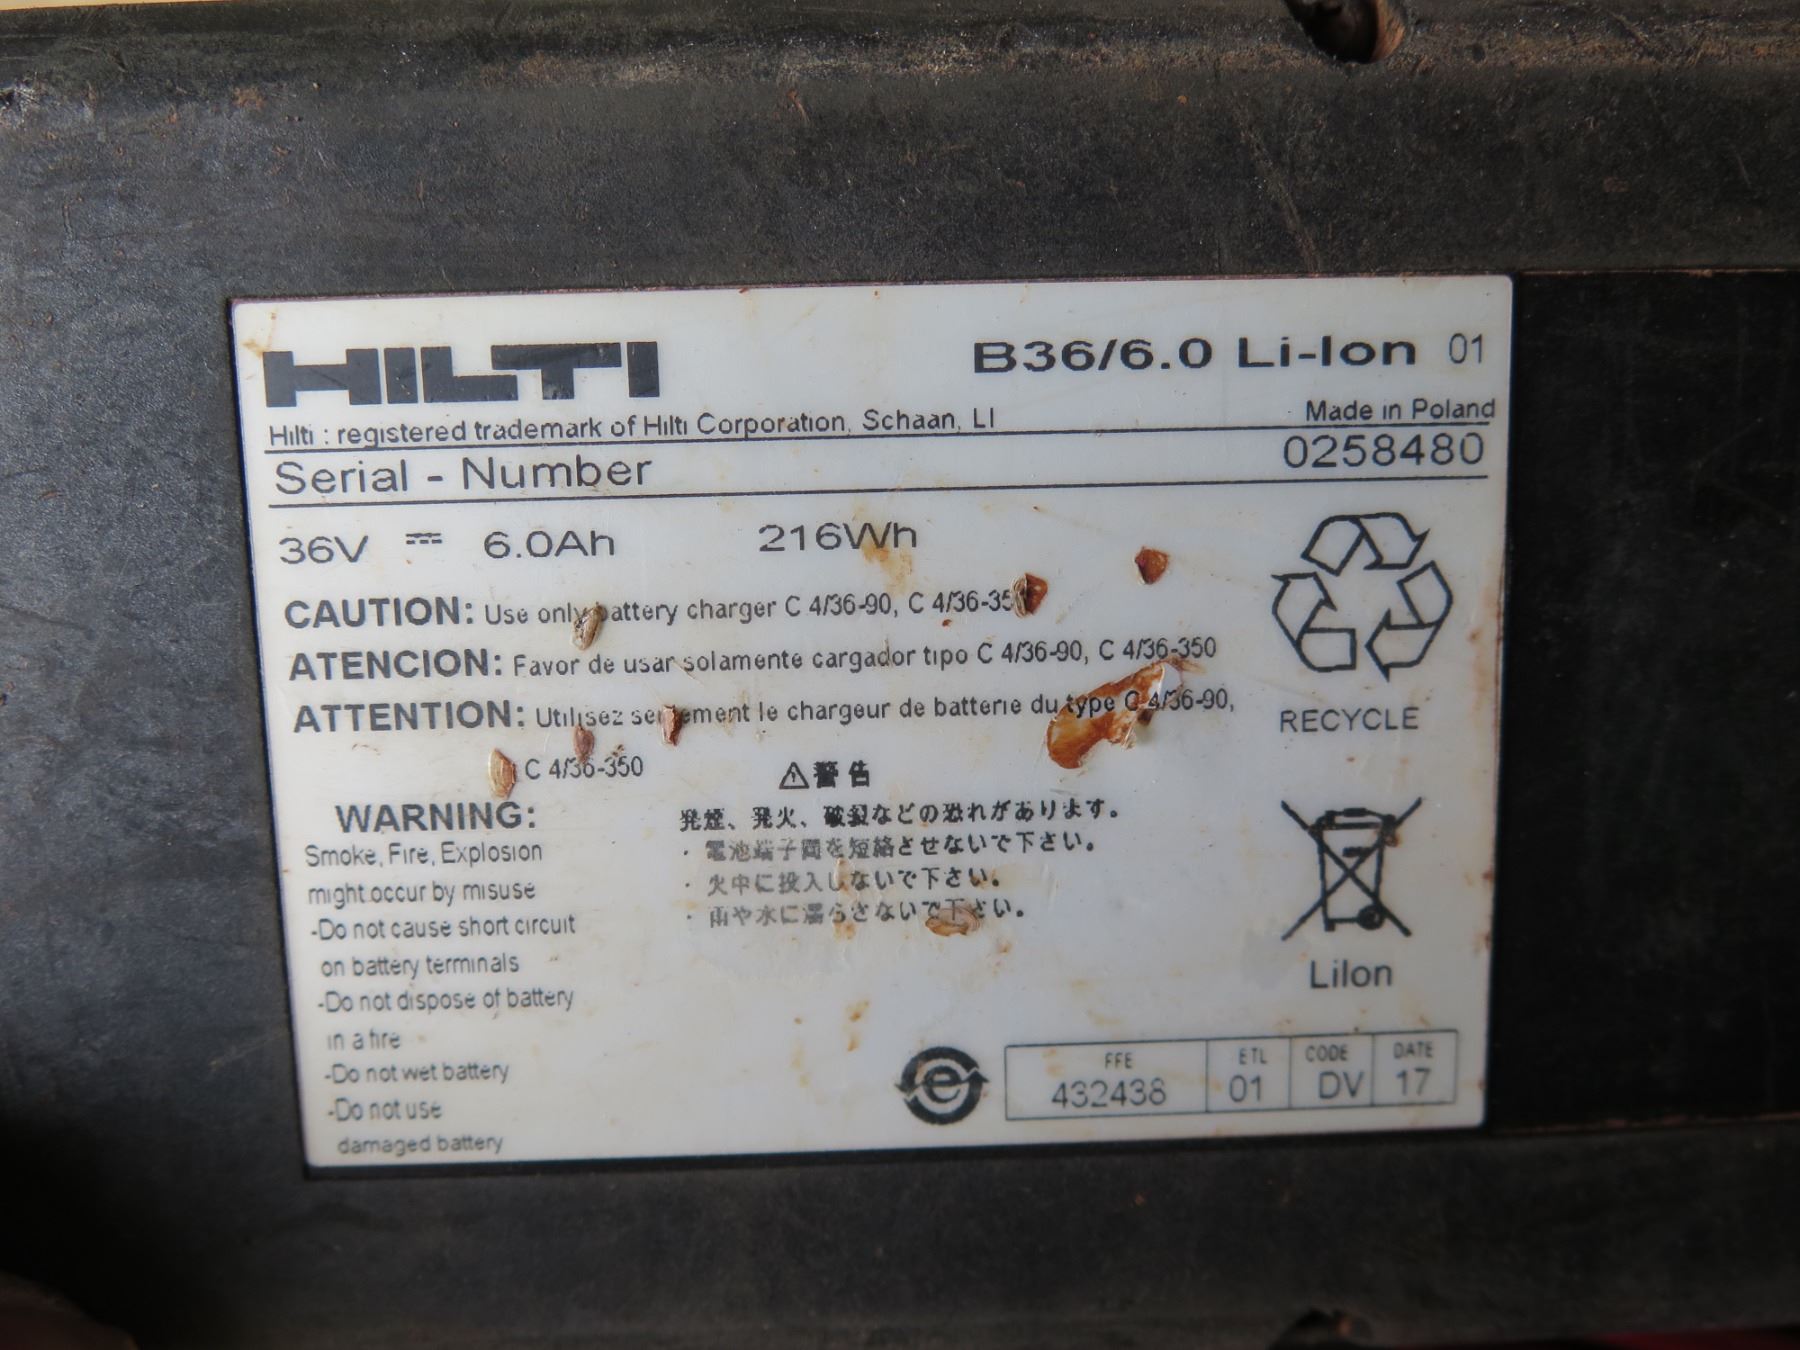 HILTI
B36/6.0 Li-Ion 01
Hilti : registered trademark of Hilti Corporation, Schaan, LI
Made in Poland
Serial - Number
0258480
36V ⎓ 6.0Ah 216Wh
CAUTION: Use only battery charger C 4/36-90, C 4/36-35
ATENCION: Favor de usar solamente cargador tipo C 4/36-90, C 4/36-350
ATTENTION: Utilisez le chargeur de batterie du type C 4/36-90,
C 4/36-350
RECYCLE
WARNING:
Smoke, Fire, Explosion
might occur by misuse
-Do not cause short circuit
on battery terminals
-Do not dispose of battery
in a fire
-Do not wet battery
-Do not use
damaged battery
⚠警告
発煙、発火、破裂などの恐れがあります。
・電池端子間を短絡させないで下さい。
・火中に投入しないで下さい。
・雨や水に濡らさないで下さい。
LiIon
e
FFE ETL CODE DATE
432438 01 DV 17